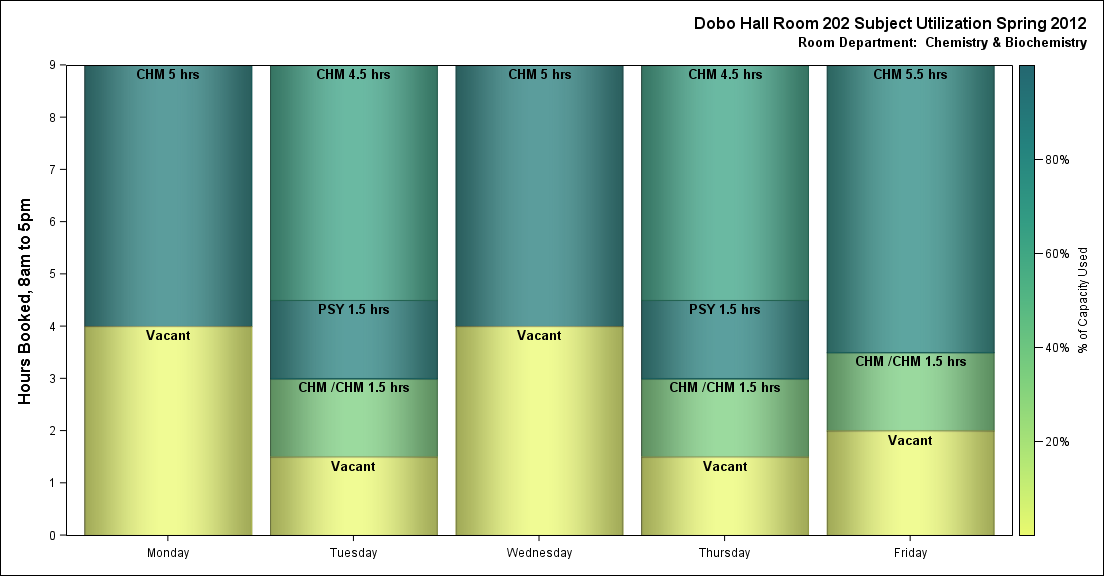 Dobo Hall Room 202 Subject Utilization Spring 2012
Room Department:  Chemistry & Biochemistry
Hours Booked, 8am to 5pm
9
8
7
6
5
4
3
2
1
0
CHM 5 hrs
Vacant
CHM 4.5 hrs
PSY 1.5 hrs
CHM /CHM 1.5 hrs
Vacant
CHM 5 hrs
Vacant
CHM 4.5 hrs
PSY 1.5 hrs
CHM /CHM 1.5 hrs
Vacant
CHM 5.5 hrs
CHM /CHM 1.5 hrs
Vacant
Monday
Tuesday
Wednesday
Thursday
Friday
80%
60%
40%
20%
% of Capacity Used